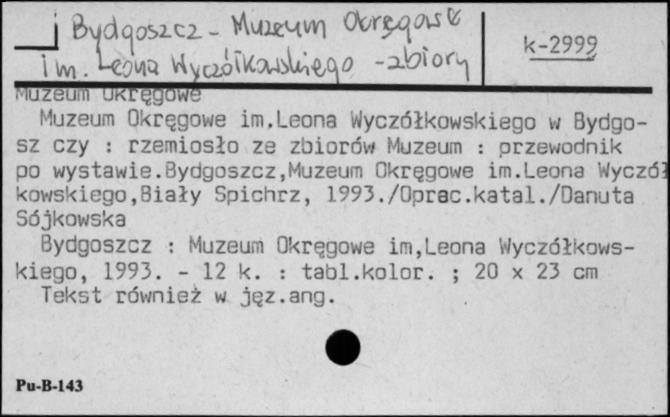 Bydgoszcz - Muzeum Okręgowe
im. Leona Wyczółkowskiego - zbiory
k-2999
Muzeum Okręgowe
Muzeum Okręgowe im.Leona Wyczółkowskiego w Bydgo-
sz czy : rzemiosło ze zbiorów Muzeum : przewodnik
po wystawie.Bydgoszcz,Muzeum Okręgowe im.Leona Wyczół
kowskiego,Biały Spichrz, 1993./Oprac.katal./Danuta
Sójkowska
Bydgoszcz : Muzeum Okręgowe im,Leona Wyczółkows-
kiego, 1993. - 12 k. : tabl.kolor. ; 20 x 23 cm
Tekst również w jęz.ang.
Pu-B-143